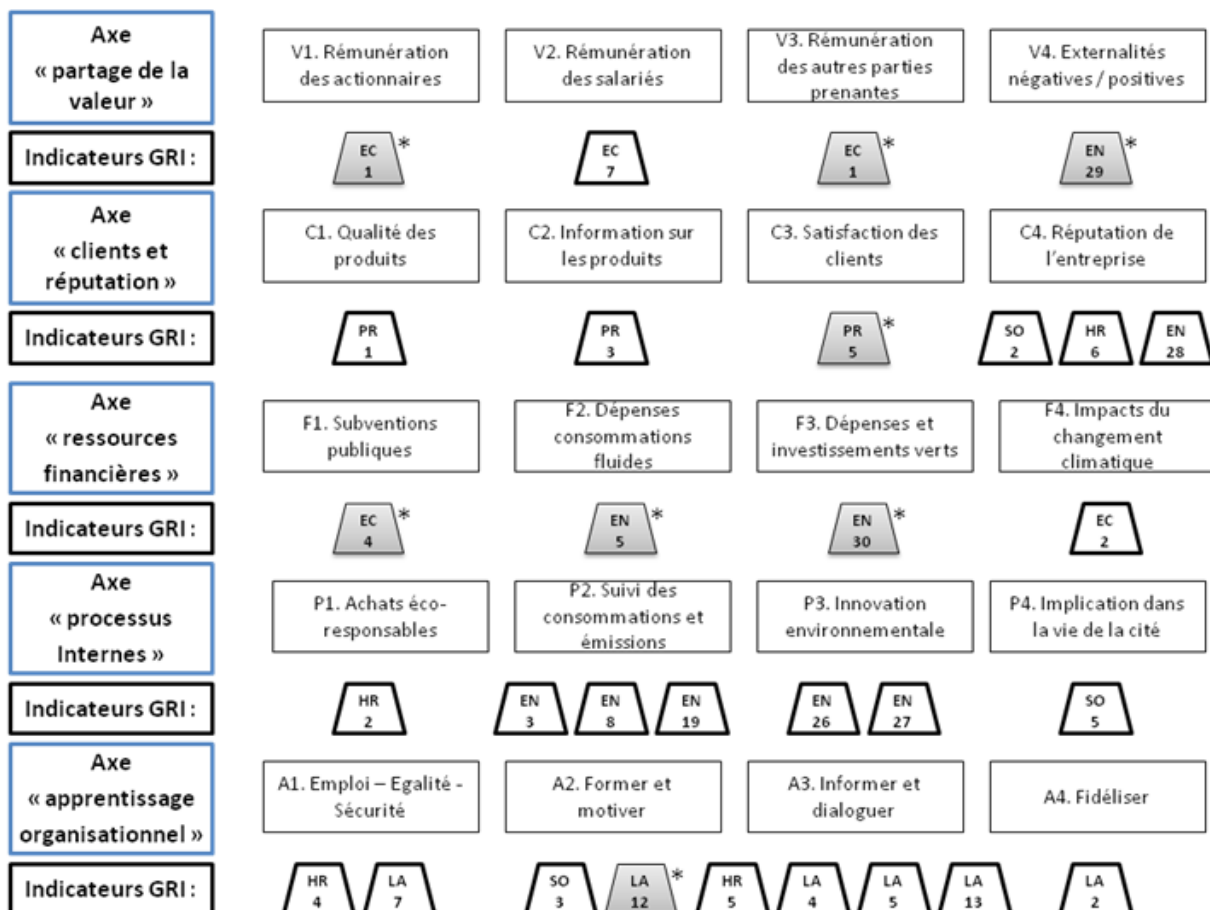 Axe
« partage de la
valeur »
V1. Rémunération
des actionnaires
V2. Rémunération
des salariés
V3. Rémunération
des autres parties
prenantes
V4. Externalités
négatives / positives
Indicateurs GRI :
EC
1
*
EC
7
EC
1
*
EN
29
*
Axe
« clients et
réputation »
C1. Qualité des
produits
C2. Information sur
les produits
C3. Satisfaction des
clients
C4. Réputation de
l'entreprise
Indicateurs GRI :
PR
1
PR
3
PR
5
*
SO
2
HR
6
EN
28
Axe
« ressources
financières »
F1. Subventions
publiques
F2. Dépenses
consommations
fluides
F3. Dépenses et
investissements verts
F4. Impacts du
changement
climatique
Indicateurs GRI :
EC
4
*
EN
5
*
EN
30
*
EC
2
Axe
« processus
Internes »
P1. Achats éco-
responsables
P2. Suivi des
consommations et
émissions
P3. Innovation
environnementale
P4. Implication dans
la vie de la cité
Indicateurs GRI :
HR
2
EN
3
EN
8
EN
19
EN
26
EN
27
SO
5
Axe
« apprentissage
organisationnel »
A1. Emploi – Egalité -
Sécurité
A2. Former et
motiver
A3. Informer et
dialoguer
A4. Fidéliser
Indicateurs GRI :
HR
4
LA
7
SO
3
LA
12
*
HR
5
LA
4
LA
5
LA
13
LA
2